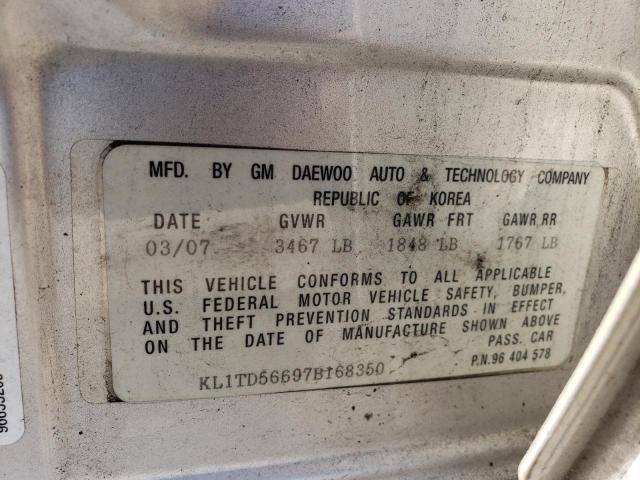 MFD. BY GM DAEWOO AUTO & TECHNOLOGY COMPANY
REPUBLIC OF KOREA
DATE GVWR GAWR FRT GAWR RR
03/07 3467 LB 1848 LB 1767 LB
THIS VEHICLE CONFORMS TO ALL APPLICABLE
U.S. FEDERAL MOTOR VEHICLE SAFETY, BUMPER,
AND THEFT PREVENTION STANDARDS IN EFFECT
ON THE DATE OF MANUFACTURE SHOWN ABOVE
PASS. CAR
KL1TD56697B168350
P.N.96 404 578